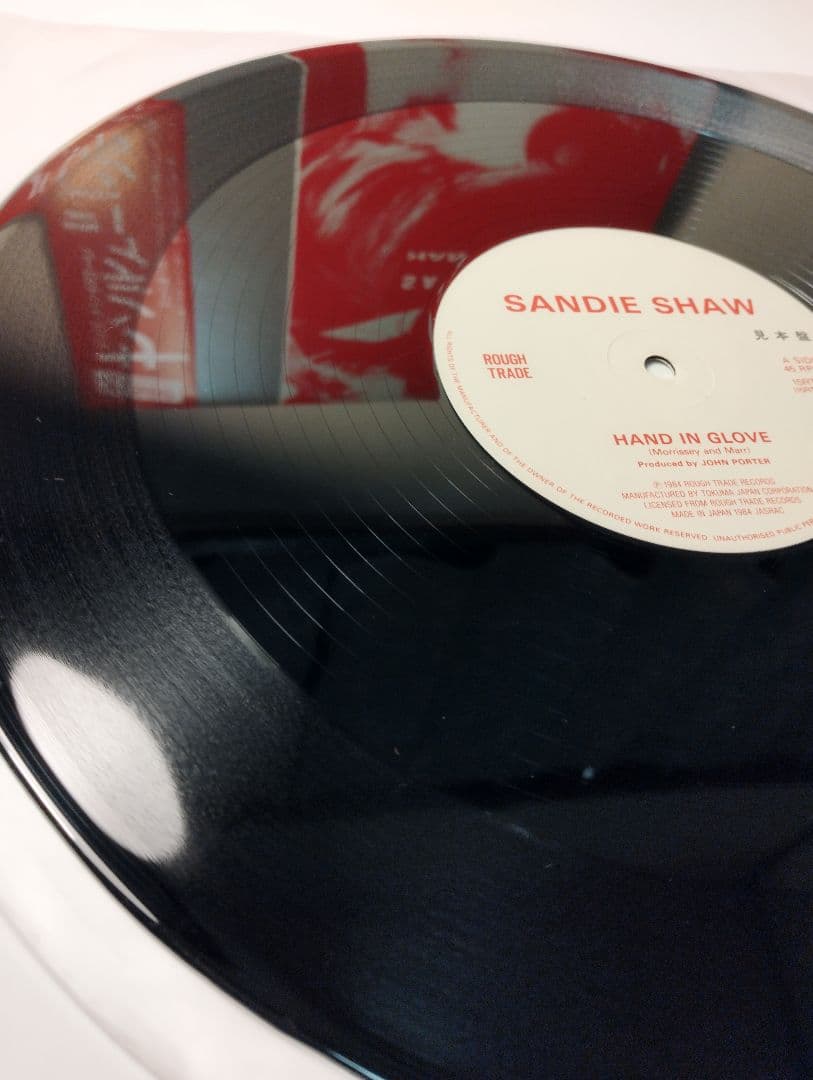 SANDIE SHAW
見本盤
ROUGH
TRADE
A SIDE
45
HAND IN GLOVE
(Morrissey and Marr)
Produced by JOHN PORTER
℗ 1984 ROUGH TRADE RECORDS
MANUFACTURED BY TOKUMA JAPAN CORPORATION
LICENSED FROM ROUGH TRADE RECORDS
MADE IN JAPAN 1984 JASRAC
ALL RIGHTS OF THE MANUFACTURER AND OF THE OWNER OF THE RECORDED WORK RESERVED. UNAUTHORISED PUBLIC